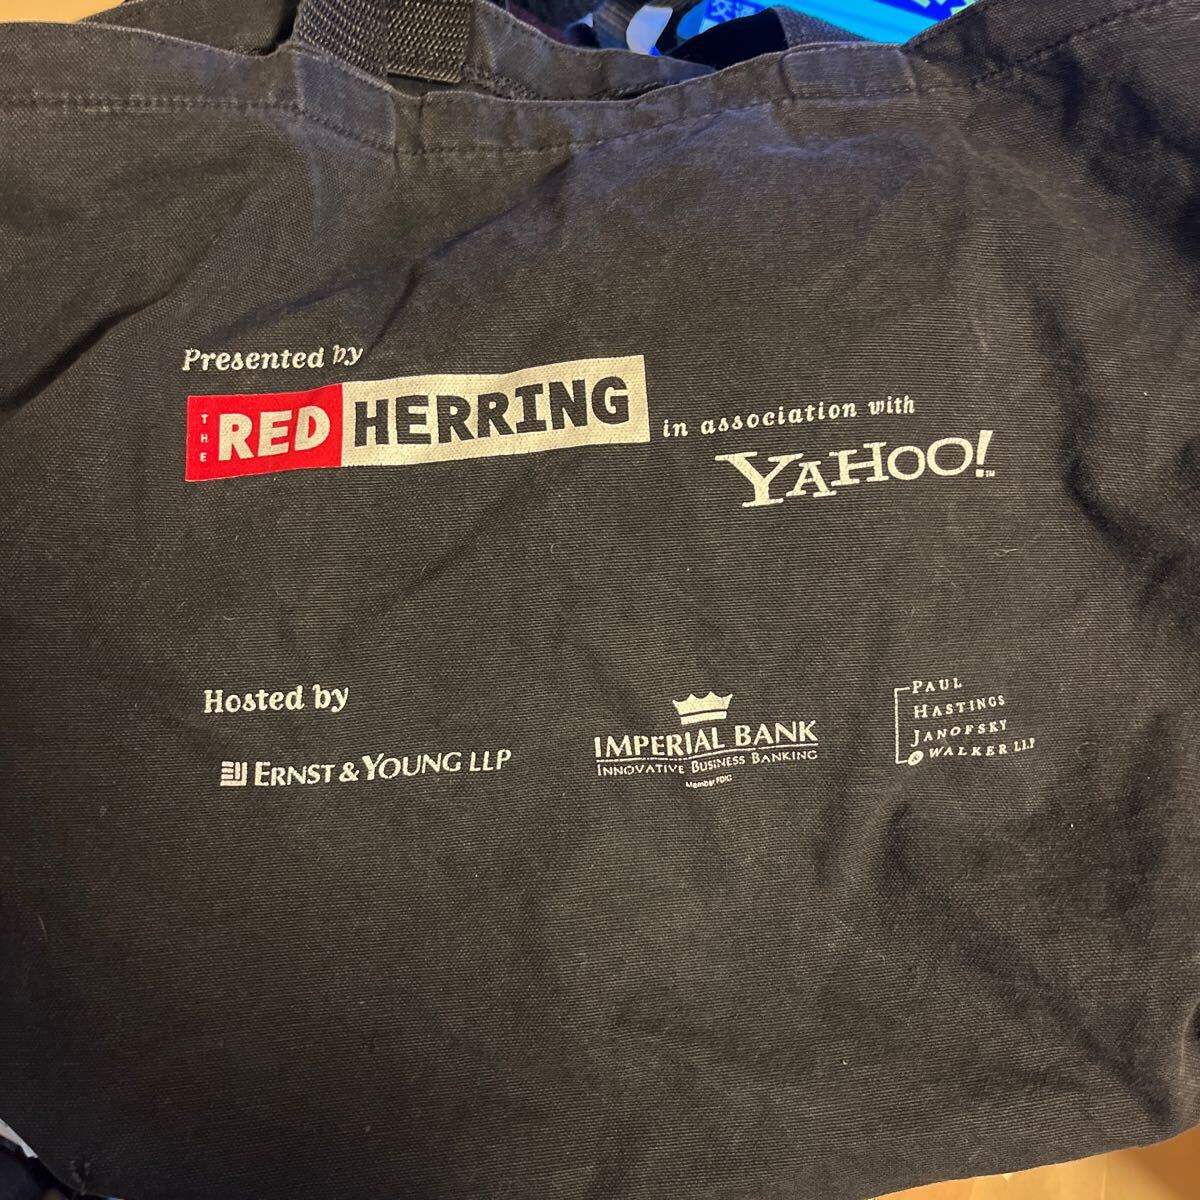 Presented by
THE RED HERRING
in association with
YAHOO!™
Hosted by
ERNST & YOUNG LLP
IMPERIAL BANK
INNOVATIVE BUSINESS BANKING
Member FDIC
PAUL
HASTINGS
JANOFSKY
& WALKER LLP